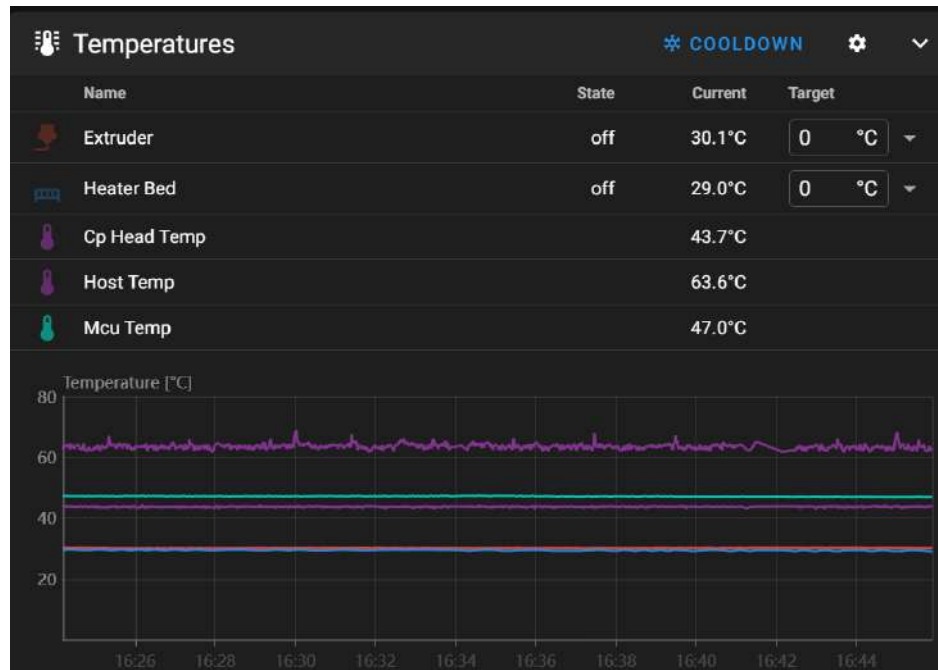 Temperatures COOLDOWN
Name State Current Target
Extruder off 30.1°C 0 °C
Heater Bed off 29.0°C 0 °C
Cp Head Temp 43.7°C
Host Temp 63.6°C
Mcu Temp 47.0°C
Temperature [°C]
80
60
40
20
16:26 16:28 16:30 16:32 16:34 16:36 16:38 16:40 16:42 16:44